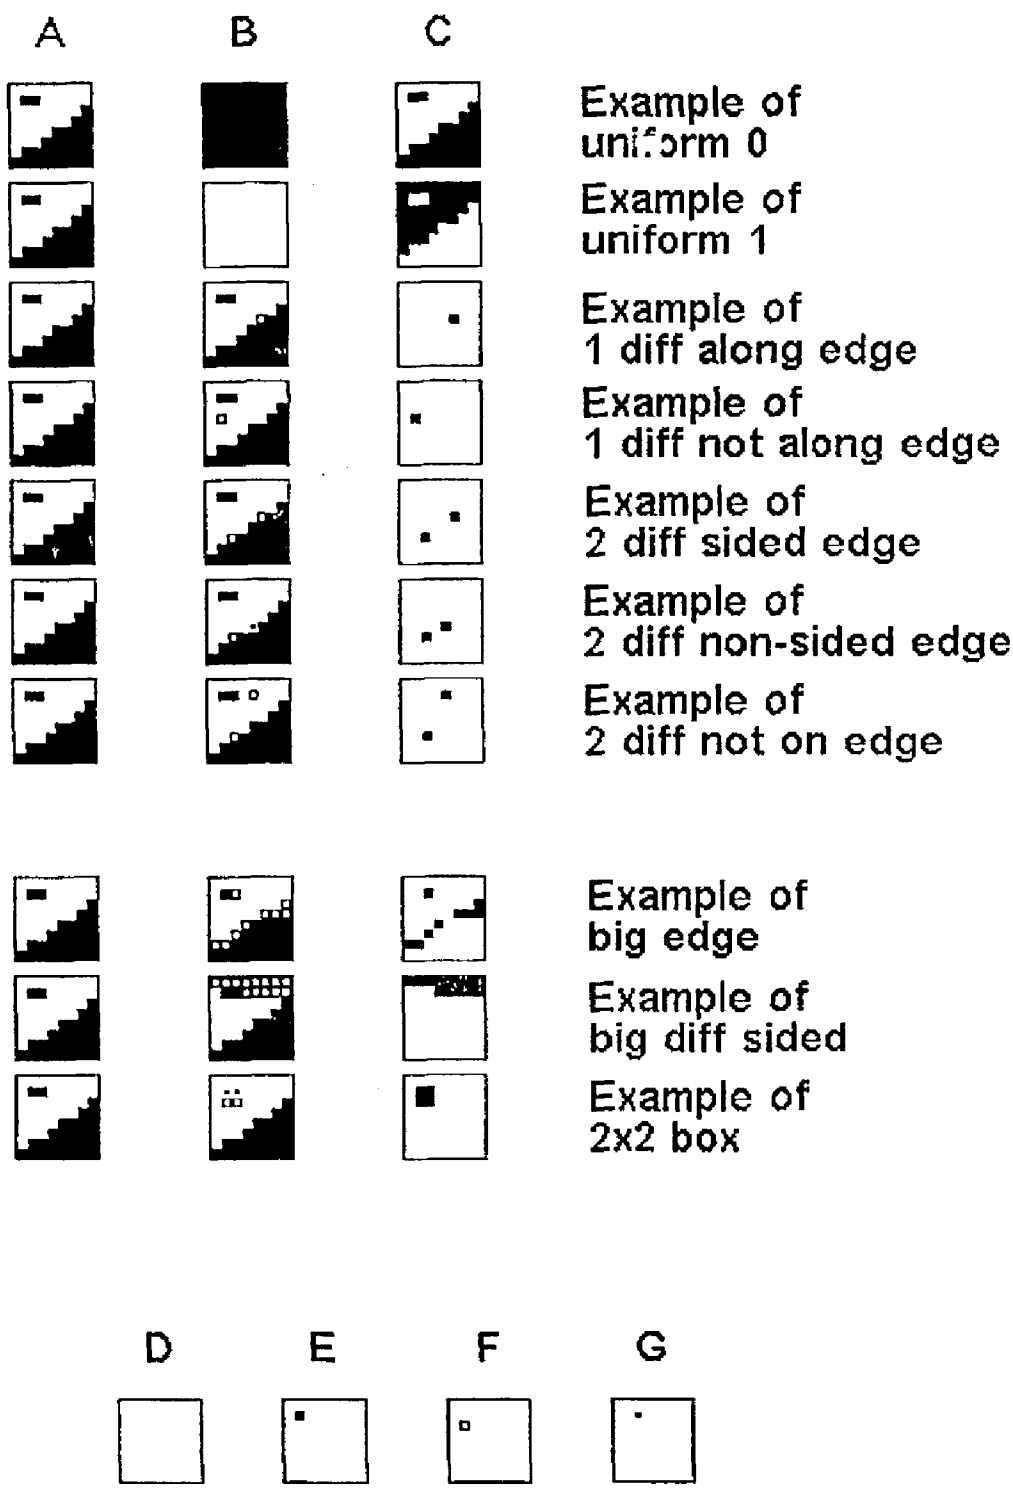 A B C
Example of
uniform 0
Example of
uniform 1
Example of
1 diff along edge
Example of
1 diff not along edge
Example of
2 diff sided edge
Example of
2 diff non-sided edge
Example of
2 diff not on edge
Example of
big edge
Example of
big diff sided
Example of
2x2 box
D E F G